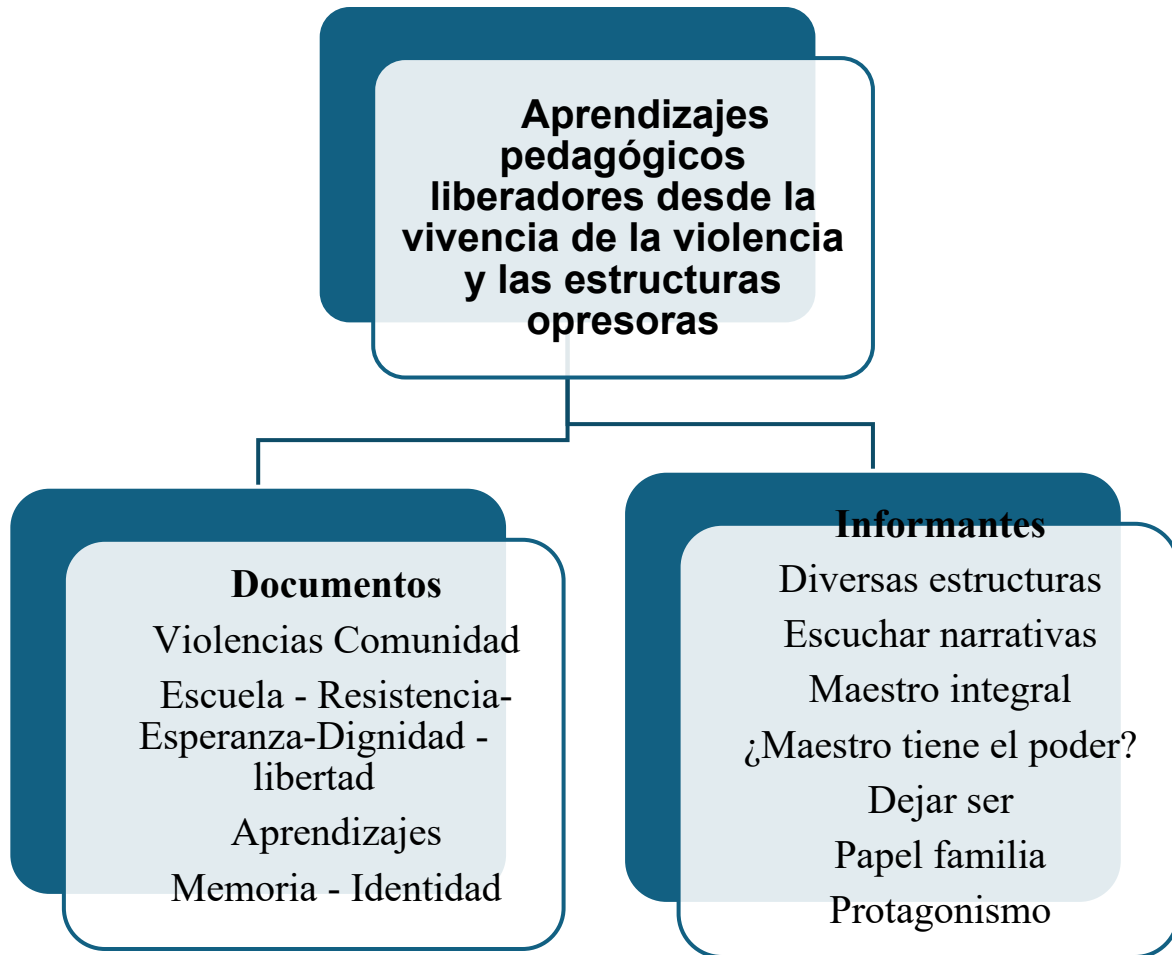 Aprendizajes
pedagógicos
liberadores desde la
vivencia de la violencia
y las estructuras
opresoras
Documentos
Violencias Comunidad
Escuela - Resistencia-
Esperanza-Dignidad -
libertad
Aprendizajes
Memoria - Identidad
Informantes
Diversas estructuras
Escuchar narrativas
Maestro integral
¿Maestro tiene el poder?
Dejar ser
Papel familia
Protagonismo